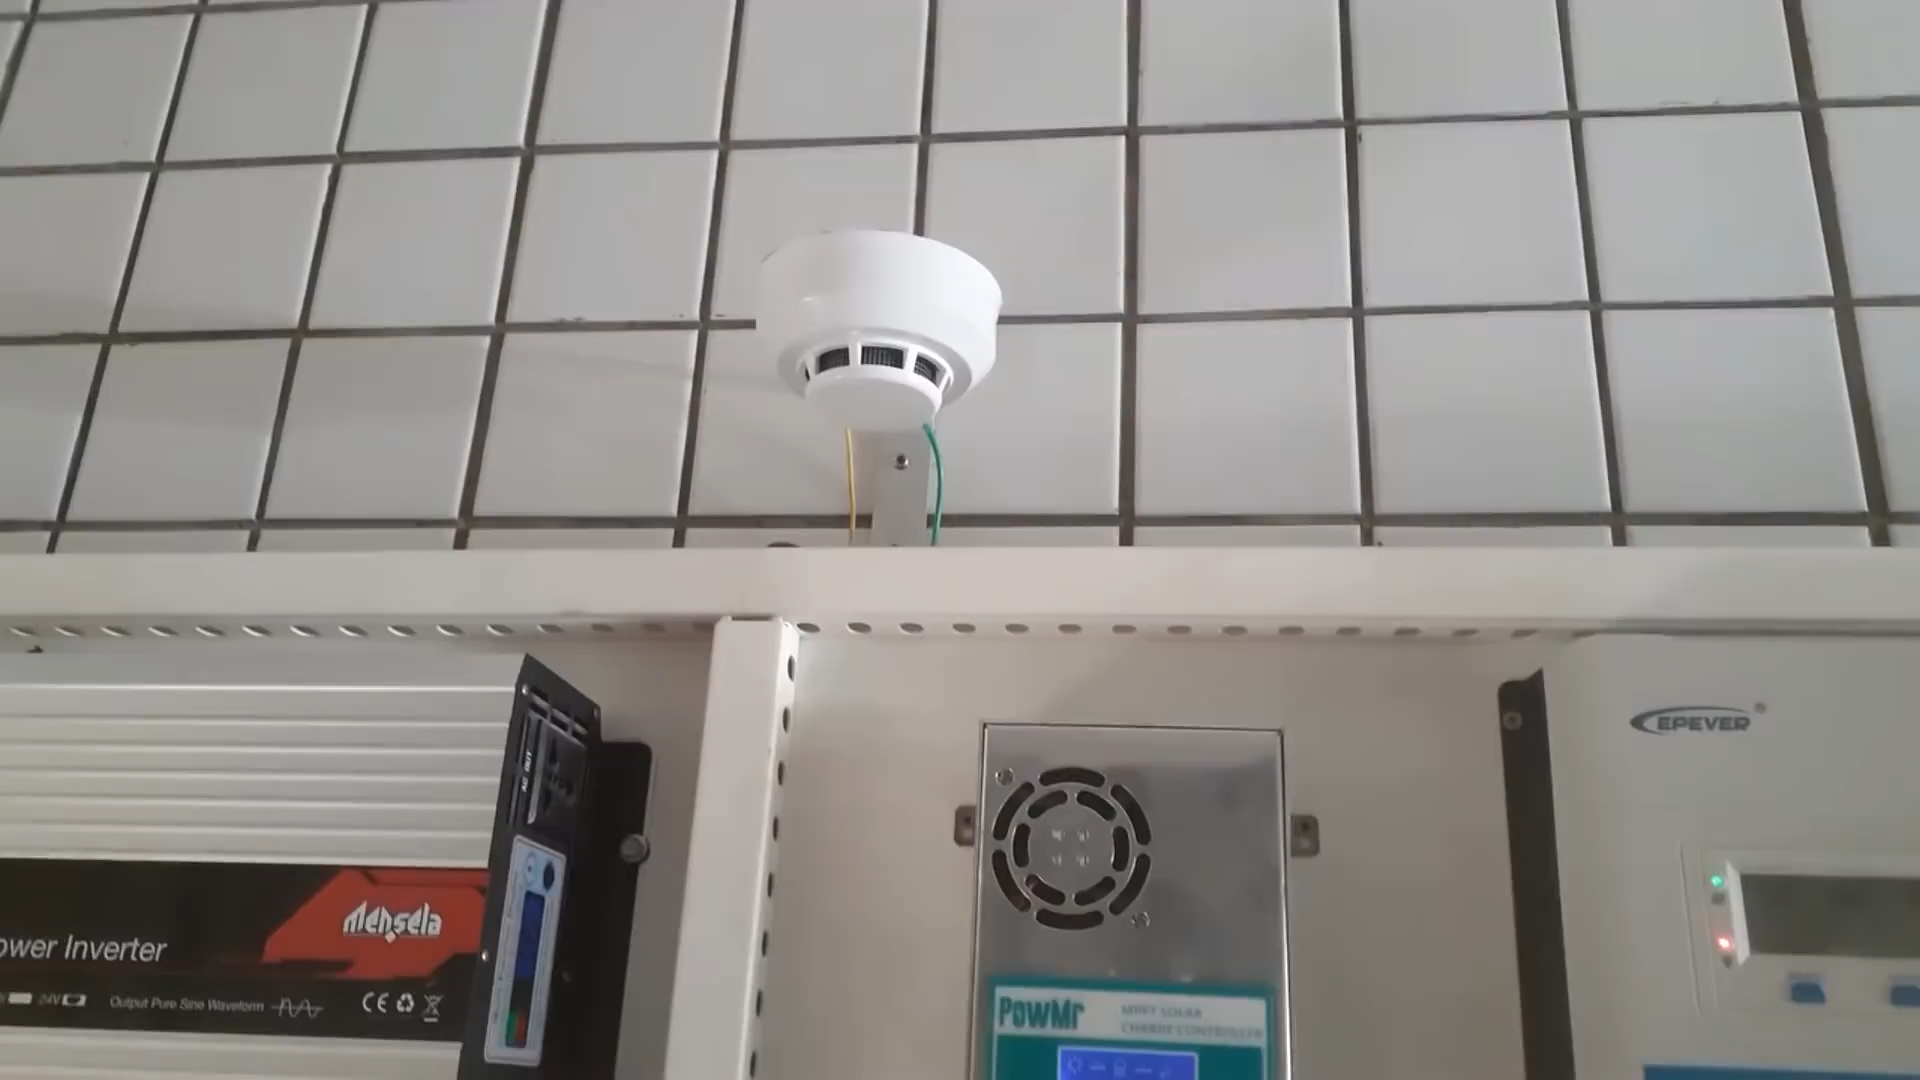 AC OUT
Mensela
ower Inverter
24V
Output Pure Sine Waveform
CE
PowMr
MPPT SOLAR
CHARGE CONTROLLER
EPEVER